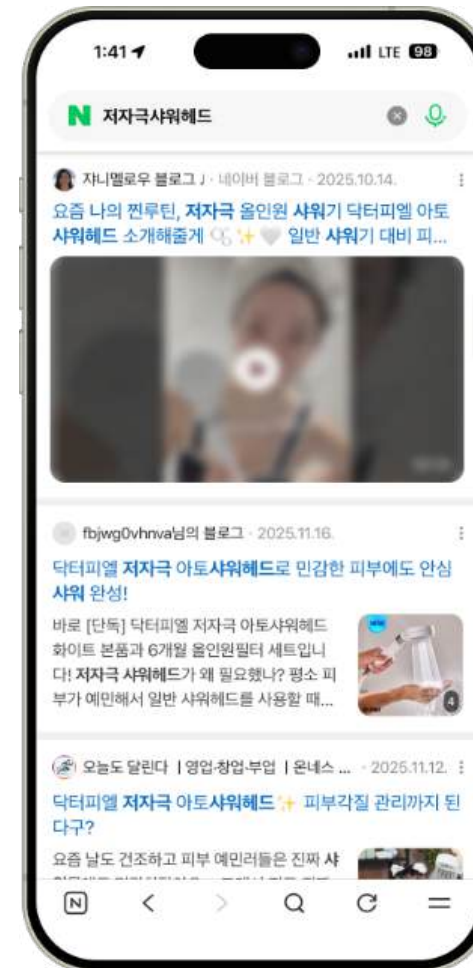 1:41
LTE 98
N 저자극샤워헤드
쟈니멜로우 블로그 ♩ · 네이버 블로그 · 2025.10.14.
요즘 나의 찐루틴, 저자극 올인원 샤워기 닥터피엘 아토
샤워헤드 소개해줄게 🫧✨🤍 일반 샤워기 대비 피...
fbjwg0vhnva님의 블로그 · 2025.11.16.
닥터피엘 저자극 아토샤워헤드로 민감한 피부에도 안심
샤워 완성!
바로 [단독] 닥터피엘 저자극 아토샤워헤드
화이트 본품과 6개월 올인원필터 세트입니
다! 저자극 샤워헤드가 왜 필요했나? 평소 피
부가 예민해서 일반 샤워헤드를 사용할 때...
NEW
4
오늘도 달린다 ㅣ영업·창업·부업 ㅣ온네스 ... · 2025.11.12.
닥터피엘 저자극 아토샤워헤드✨ 피부각질 관리까지 된
다구?
요즘 날도 건조하고 피부 예민러들은 진짜 샤
N